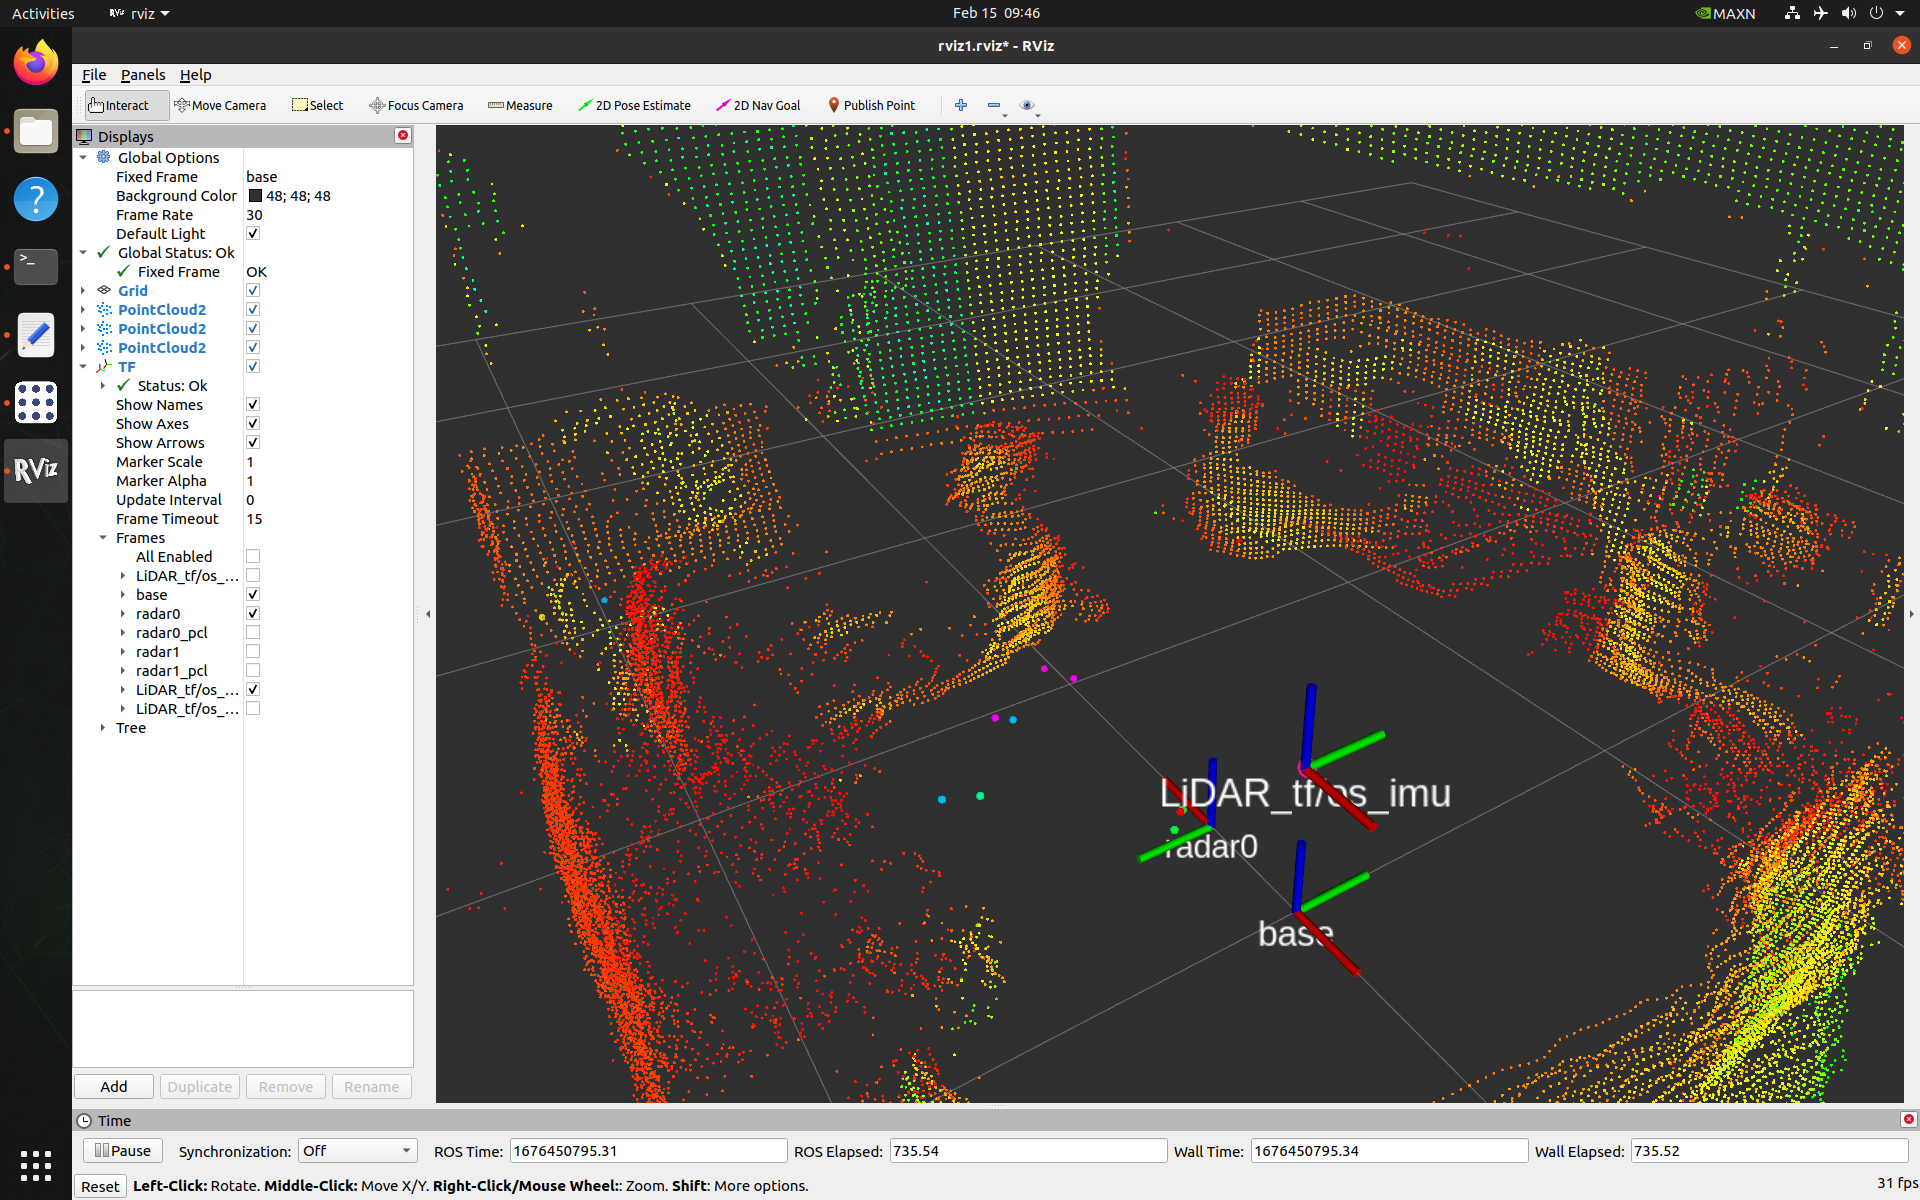 Activities
RViz rviz
Feb 15 09:46
MAXN
rviz1.rviz* - RViz
File Panels Help
Interact Move Camera Select Focus Camera Measure 2D Pose Estimate 2D Nav Goal Publish Point
Displays
Global Options
Fixed Frame base
Background Color 48; 48; 48
Frame Rate 30
Default Light
Global Status: Ok
Fixed Frame OK
Grid
PointCloud2
PointCloud2
PointCloud2
TF
Status: Ok
Show Names
Show Axes
Show Arrows
Marker Scale 1
Marker Alpha 1
Update Interval 0
Frame Timeout 15
Frames
All Enabled
LiDAR_tf/os_...
base
radar0
radar0_pcl
radar1
radar1_pcl
LiDAR_tf/os_...
LiDAR_tf/os_...
Tree
RViz
LiDAR_tf/os_imu
radar0
base
Add Duplicate Remove Rename
Time
Pause Synchronization: Off ROS Time: 1676450795.31 ROS Elapsed: 735.54 Wall Time: 1676450795.34 Wall Elapsed: 735.52
Reset Left-Click: Rotate. Middle-Click: Move X/Y. Right-Click/Mouse Wheel:: Zoom. Shift: More options. 31 fps